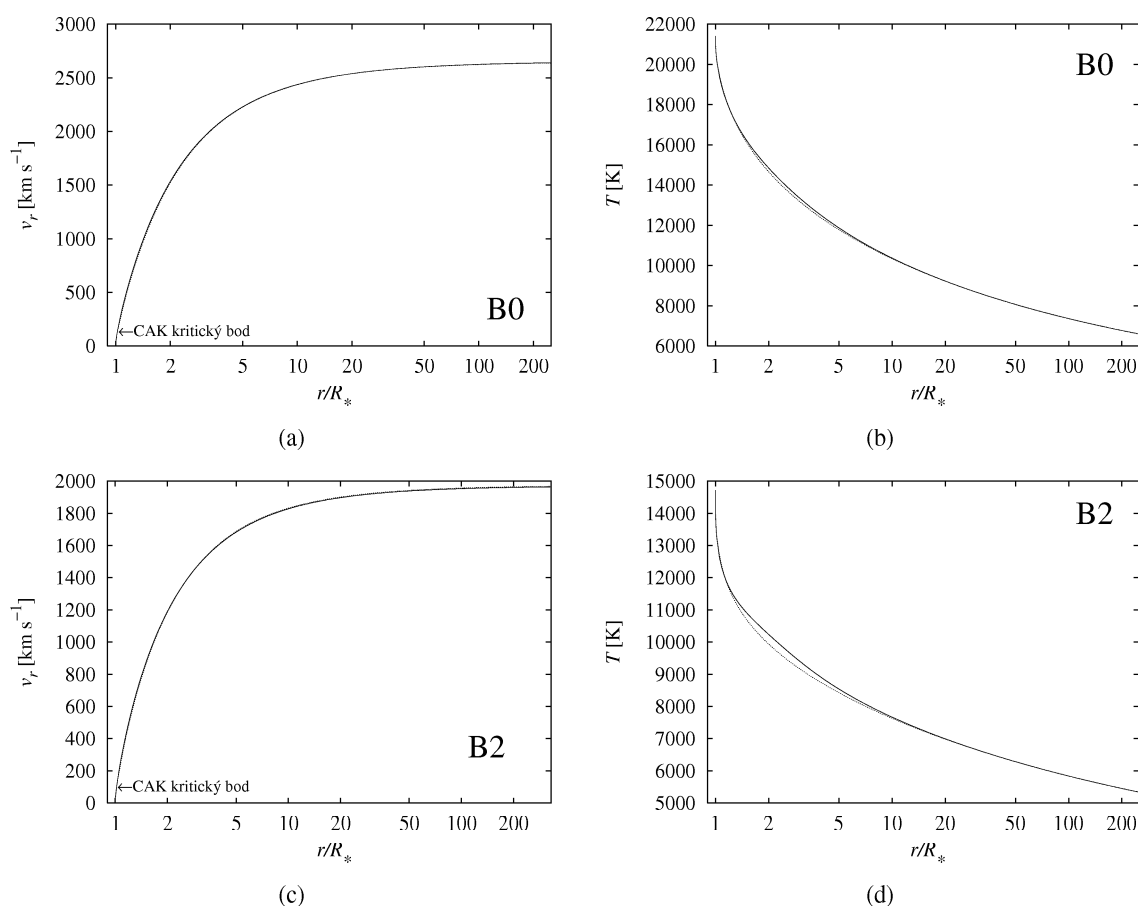 3000
2500
2000
1500
1000
500
0
v_r [km s⁻¹]
B0
←CAK kritický bod
1 2 5 10 20 50 100 200
r/R_*
(a)
22000
20000
18000
16000
14000
12000
10000
8000
6000
T [K]
B0
1 2 5 10 20 50 100 200
r/R_*
(b)
2000
1800
1600
1400
1200
1000
800
600
400
200
0
v_r [km s⁻¹]
B2
←CAK kritický bod
1 2 5 10 20 50 100 200
r/R_*
(c)
15000
14000
13000
12000
11000
10000
9000
8000
7000
6000
5000
T [K]
B2
1 2 5 10 20 50 100 200
r/R_*
(d)